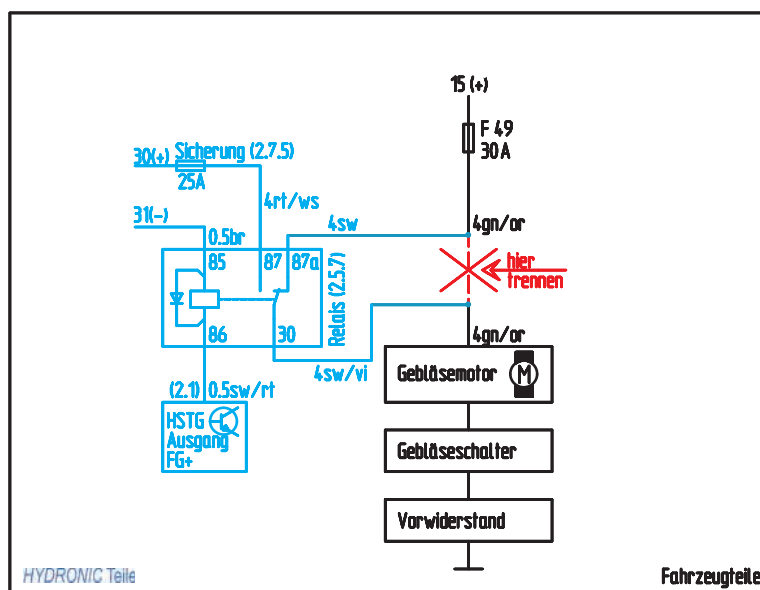 15 (+)
F 49
30 A
30(+)
Sicherung (2.7.5)
25A
4rt/ws
31(-)
0.5br
4sw
4gn/or
85
87
87a
hier
trennen
Relais (2.5.7)
86
30
4sw/vi
4gn/or
Gebläsemotor
M
(2.1)
0.5sw/rt
HSTG
Ausgang
FG+
Gebläseschalter
Vorwiderstand
HYDRONIC Teile
Fahrzeugteile